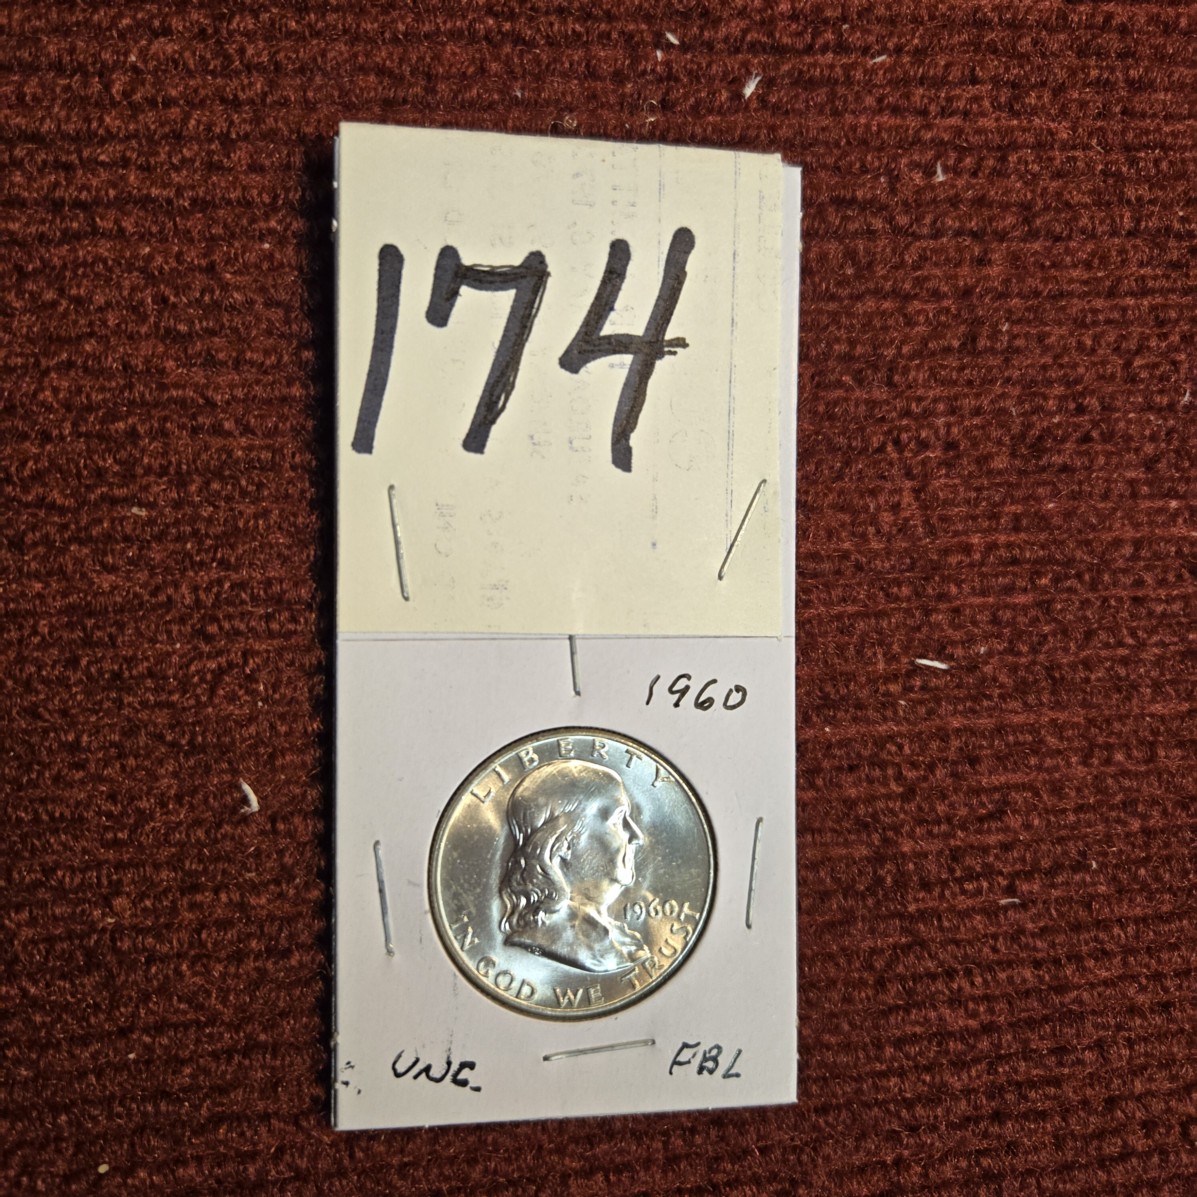 174
1960
LIBERTY
1960
IN GOD WE TRUST
UNC
FBL